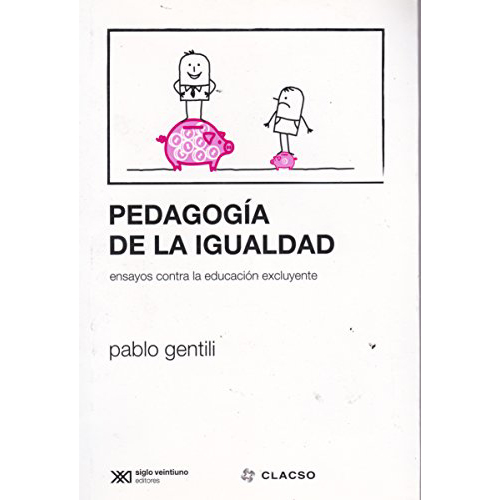 PEDAGOGÍA
DE LA IGUALDAD
ensayos contra la educación excluyente
pablo gentili
siglo veintiuno
editores
CLACSO